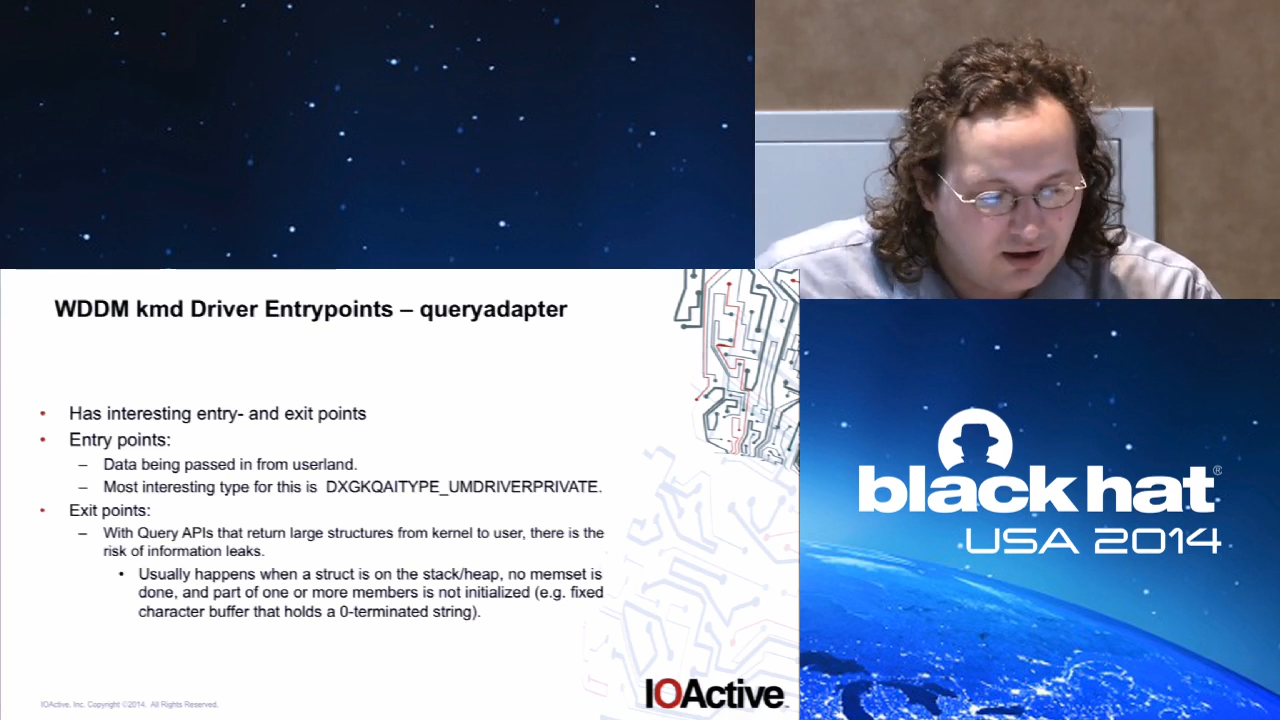 WDDM kmd Driver Entrypoints – queryadapter
• Has interesting entry- and exit points
• Entry points:
– Data being passed in from userland.
– Most interesting type for this is DXGKQAITYPE_UMDRIVERPRIVATE.
• Exit points:
– With Query APIs that return large structures from kernel to user, there is the
risk of information leaks.
• Usually happens when a struct is on the stack/heap, no memset is
done, and part of one or more members is not initialized (e.g. fixed
character buffer that holds a 0-terminated string).
IOActive, Inc. Copyright ©2014. All Rights Reserved.
IOActive
black hat®
USA 2014